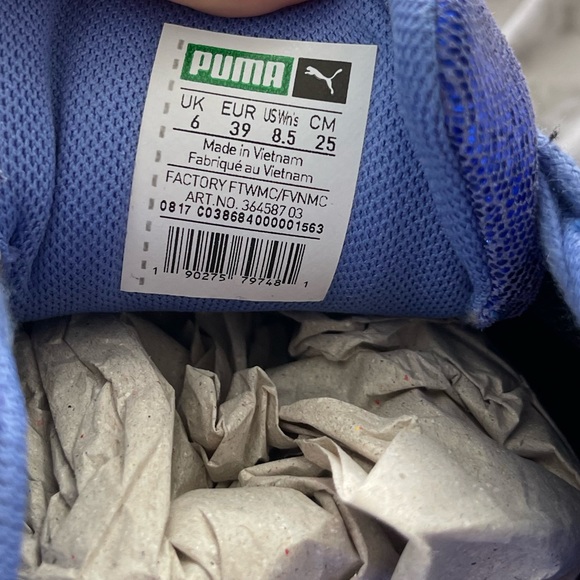 PUMA
UK EUR US Wn's CM
6 39 8.5 25
Made in Vietnam
Fabriqué au Vietnam
FACTORY FTWMC/FVNMC
ART.NO. 364587 03
0817 C038684000001563
1 90275 79748 1